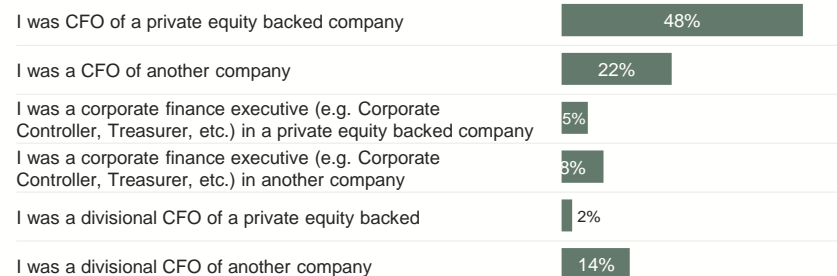 I was CFO of a private equity backed company
48%
I was a CFO of another company
22%
I was a corporate finance executive (e.g. Corporate
Controller, Treasurer, etc.) in a private equity backed company
5%
I was a corporate finance executive (e.g. Corporate
Controller, Treasurer, etc.) in another company
8%
I was a divisional CFO of a private equity backed
2%
I was a divisional CFO of another company
14%